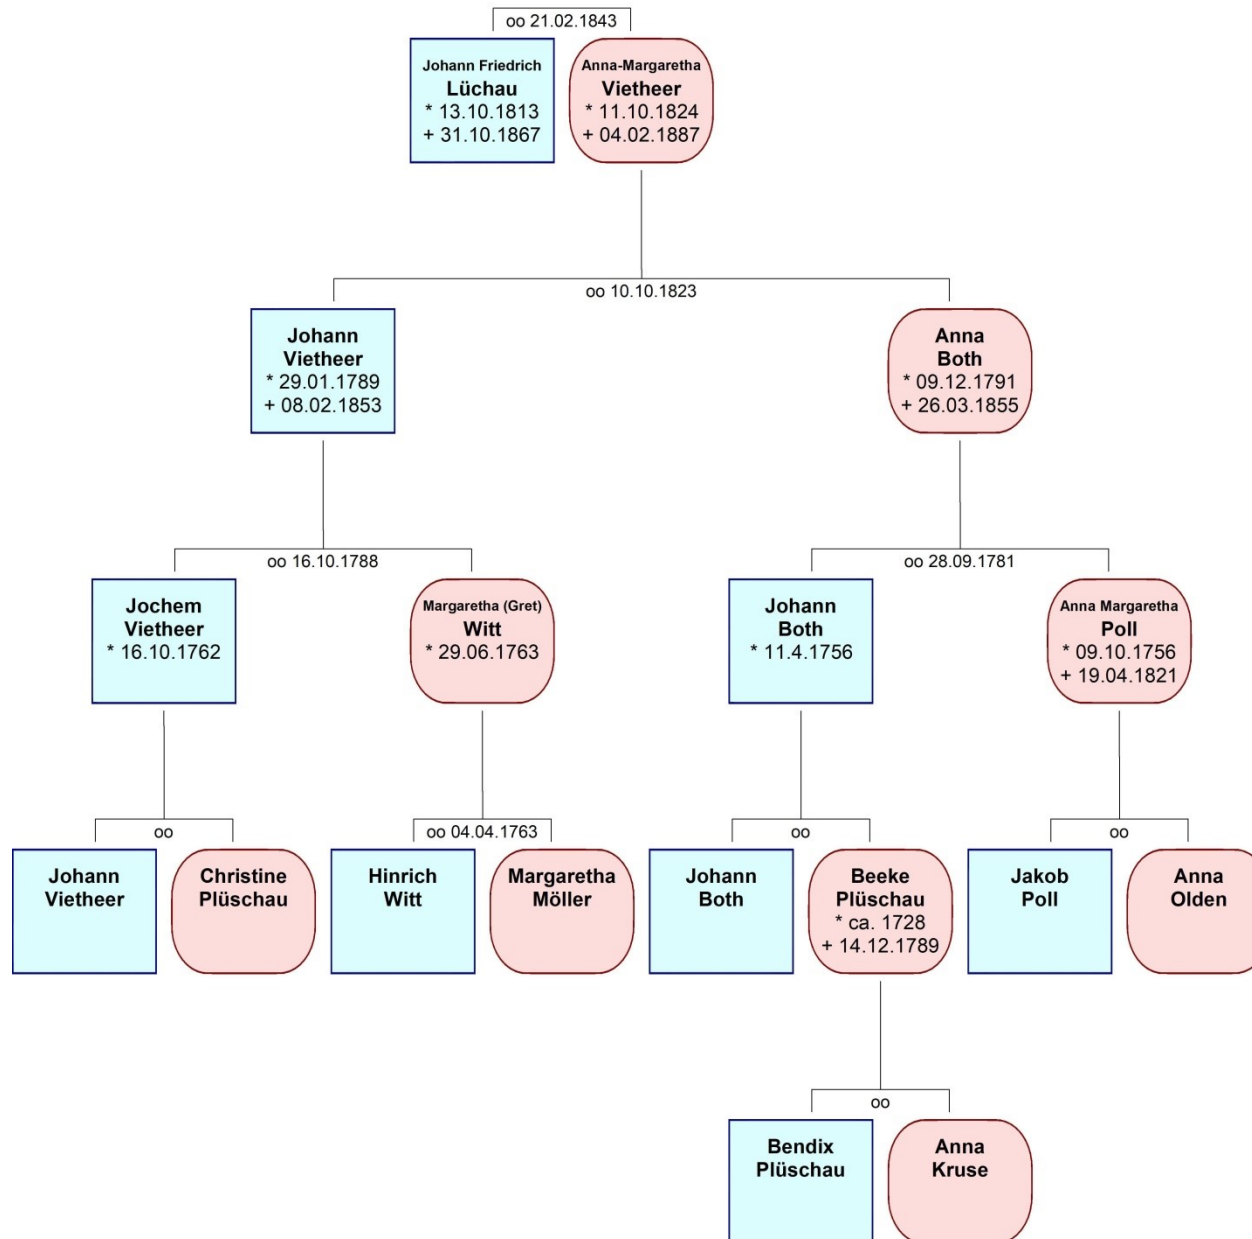 oo 21.02.1843
Johann Friedrich
Lüchau
* 13.10.1813
+ 31.10.1867
Anna-Margaretha
Vietheer
* 11.10.1824
+ 04.02.1887
oo 10.10.1823
Johann
Vietheer
* 29.01.1789
+ 08.02.1853
Anna
Both
* 09.12.1791
+ 26.03.1855
oo 16.10.1788
oo 28.09.1781
Jochem
Vietheer
* 16.10.1762
Margaretha (Gret)
Witt
* 29.06.1763
Johann
Both
* 11.4.1756
Anna Margaretha
Poll
* 09.10.1756
+ 19.04.1821
oo
oo 04.04.1763
oo
oo
Johann
Vietheer
Christine
Plüschau
Hinrich
Witt
Margaretha
Möller
Johann
Both
Beeke
Plüschau
* ca. 1728
+ 14.12.1789
Jakob
Poll
Anna
Olden
oo
Bendix
Plüschau
Anna
Kruse